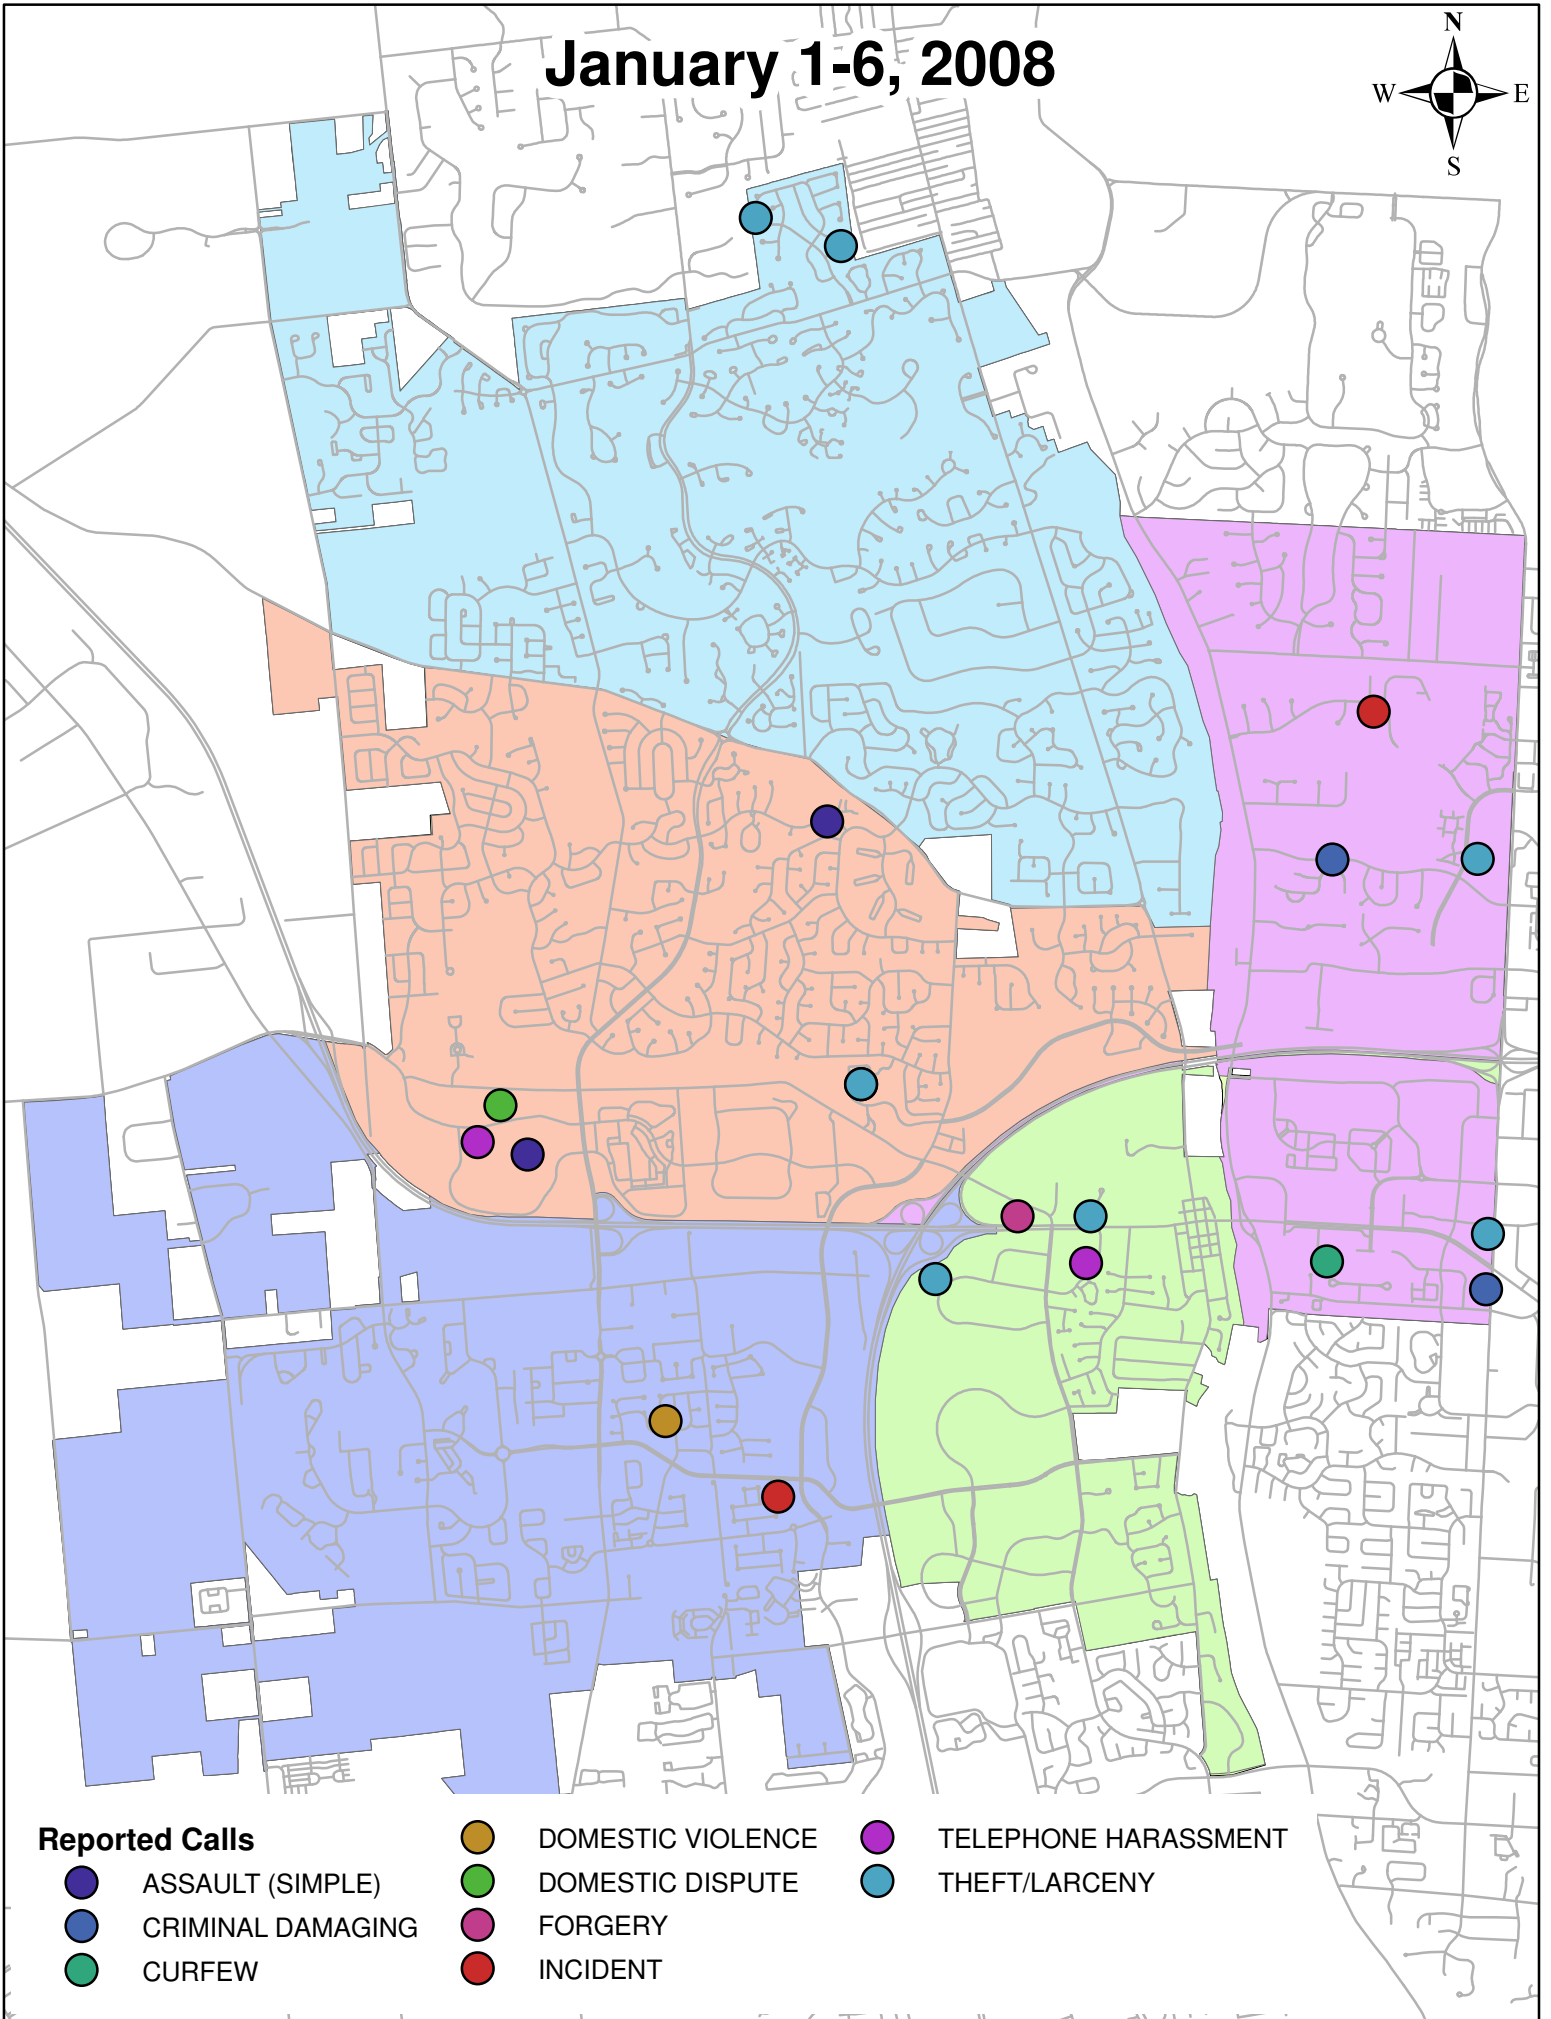 January 1-6, 2008
N
W E
S
Reported Calls
ASSAULT (SIMPLE)
CRIMINAL DAMAGING
CURFEW
DOMESTIC VIOLENCE
DOMESTIC DISPUTE
FORGERY
INCIDENT
TELEPHONE HARASSMENT
THEFT/LARCENY